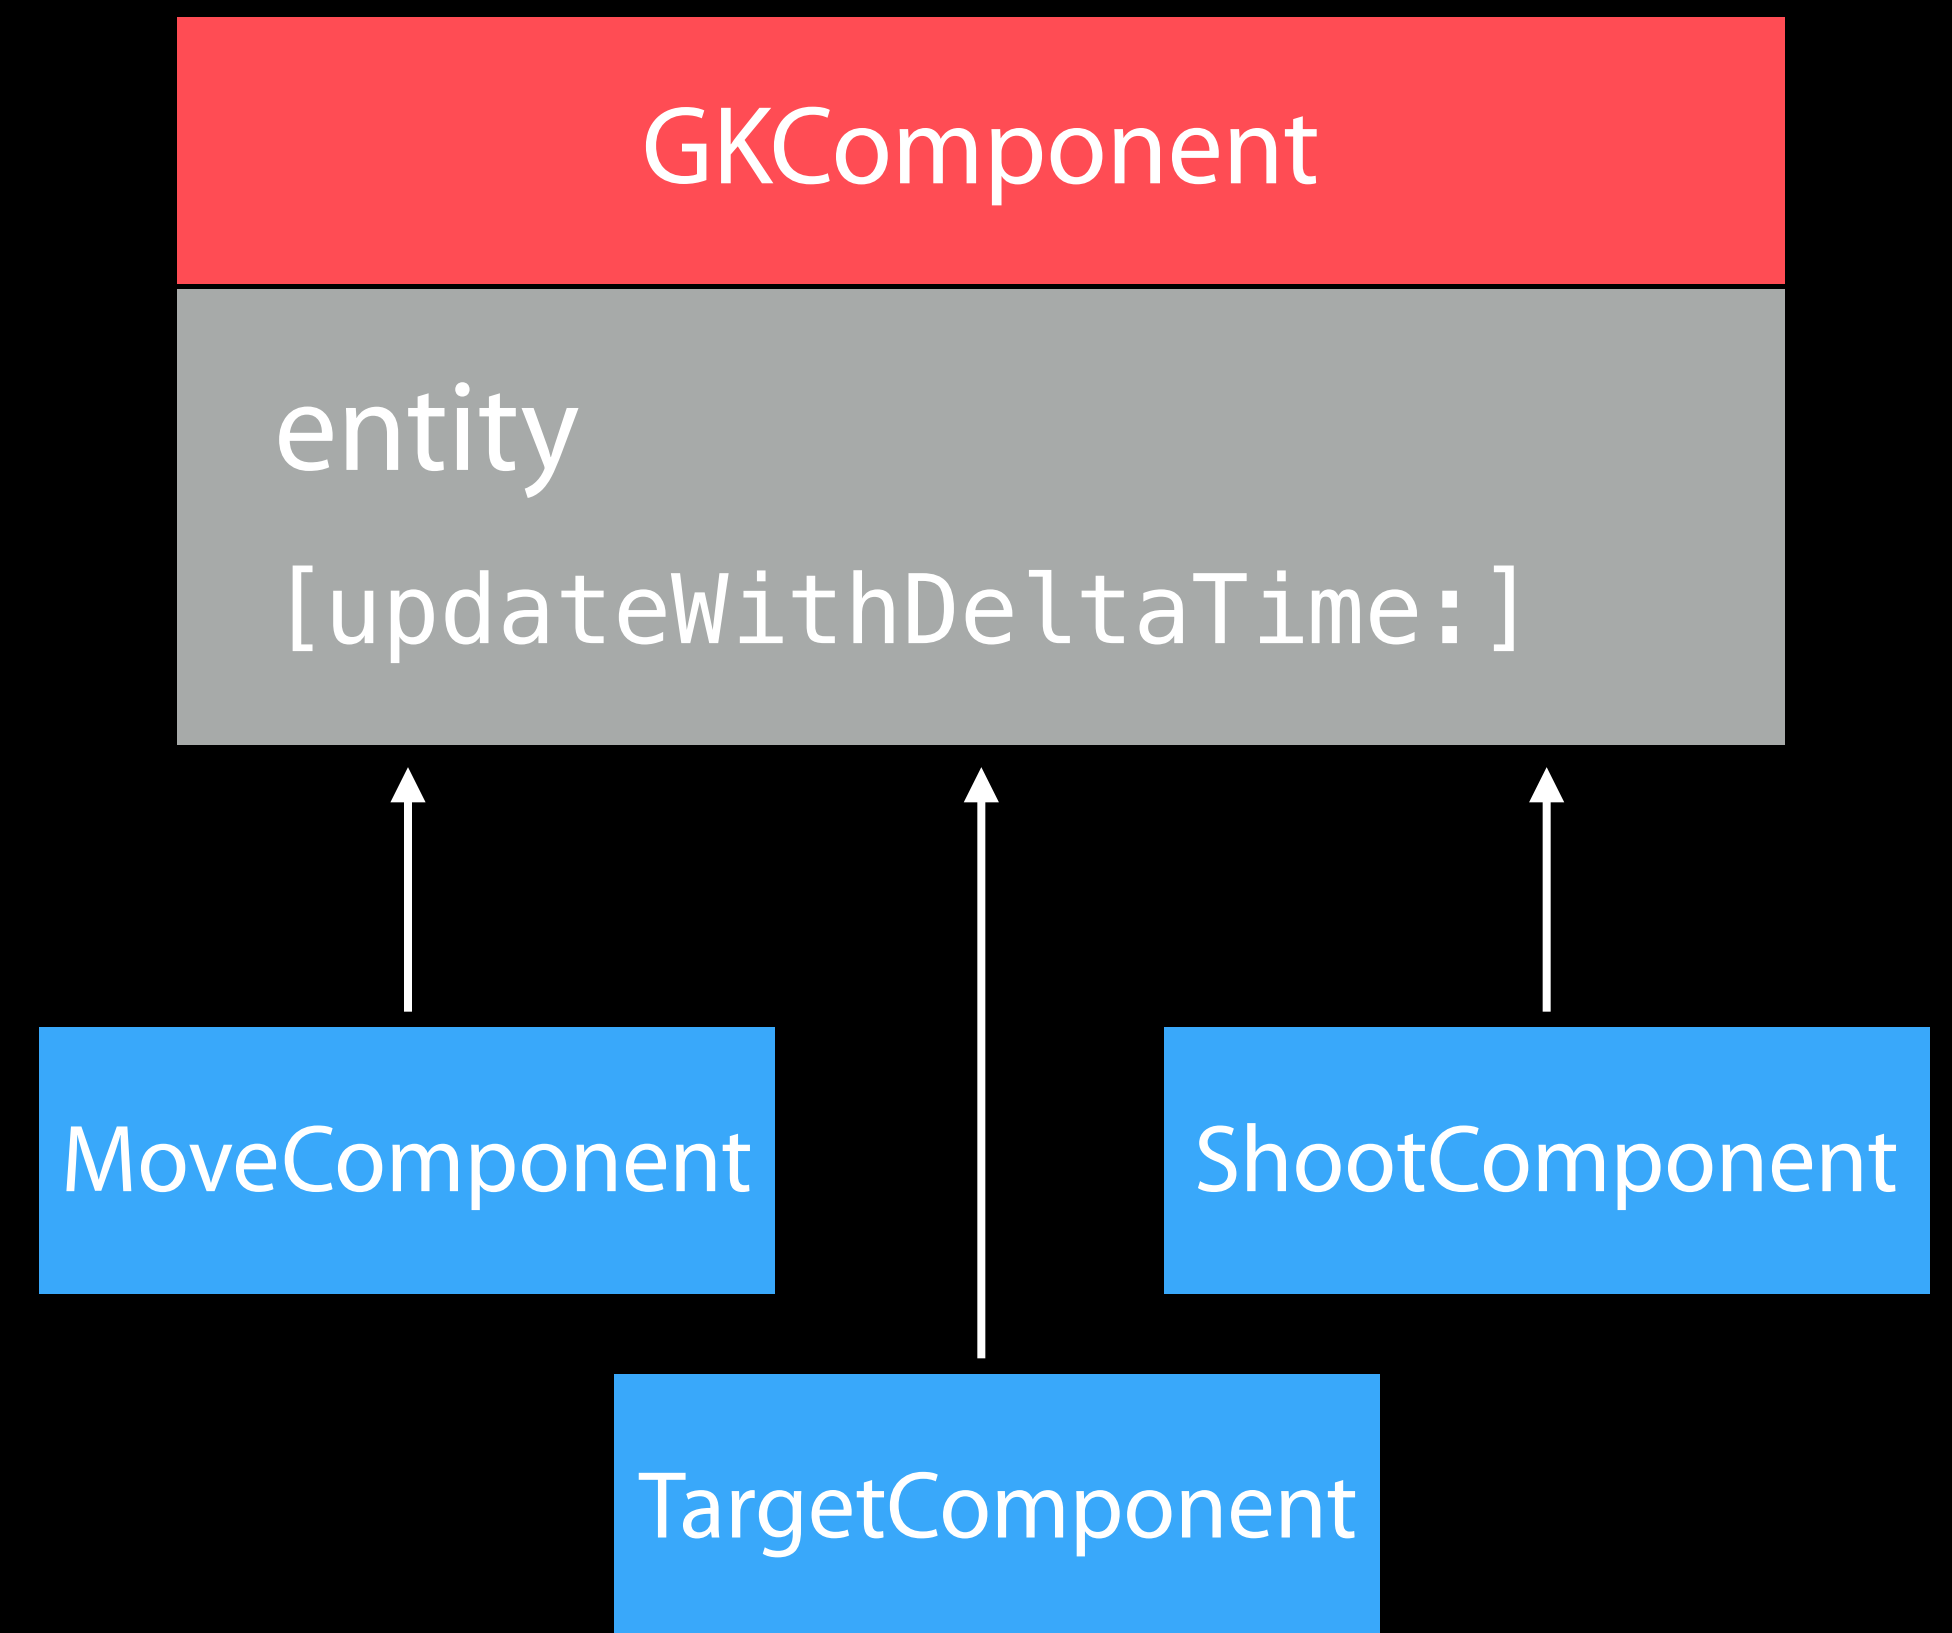 GKComponent
entity
[updateWithDeltaTime:]
MoveComponent
ShootComponent
TargetComponent